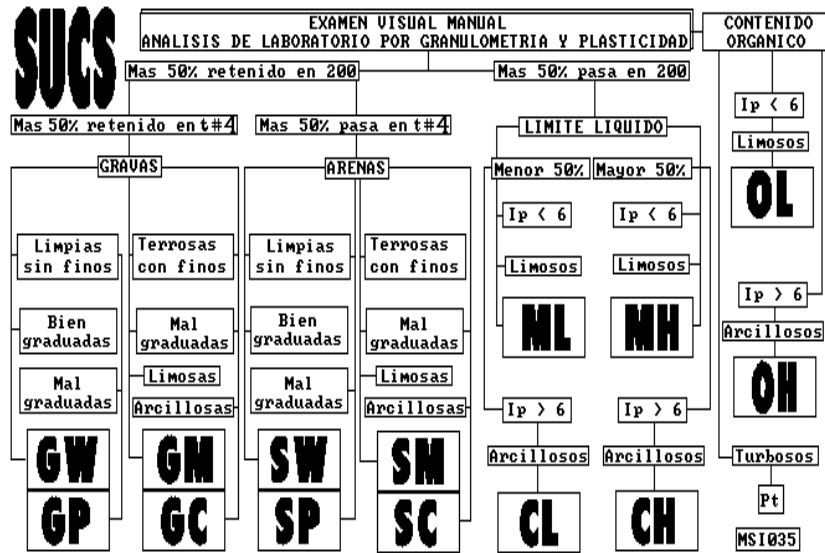 SUCS
EXAMEN VISUAL MANUAL
ANALISIS DE LABORATORIO POR GRANULOMETRIA Y PLASTICIDAD
CONTENIDO
ORGANICO
Mas 50% retenido en 200
Mas 50% pasa en 200
Mas 50% retenido en t#4
Mas 50% pasa en t#4
GRAVAS
ARENAS
Limpias
sin finos
Terrosas
con finos
Limpias
sin finos
Terrosas
con finos
Bien
graduadas
Mal
graduadas
Bien
graduadas
Mal
graduadas
Mal
graduadas
Limosas
Arcillosas
Mal
graduadas
Limosas
Arcillosas
GW
GP
GM
GC
SW
SP
SM
SC
LIMITE LIQUIDO
Menor 50%
Mayor 50%
Ip < 6
Ip < 6
Limosos
Limosos
ML
MH
Ip > 6
Ip > 6
Arcillosos
Arcillosos
CL
CH
Ip < 6
Limosos
OL
Ip > 6
Arcillosos
OH
Turbosos
Pt
MSI035